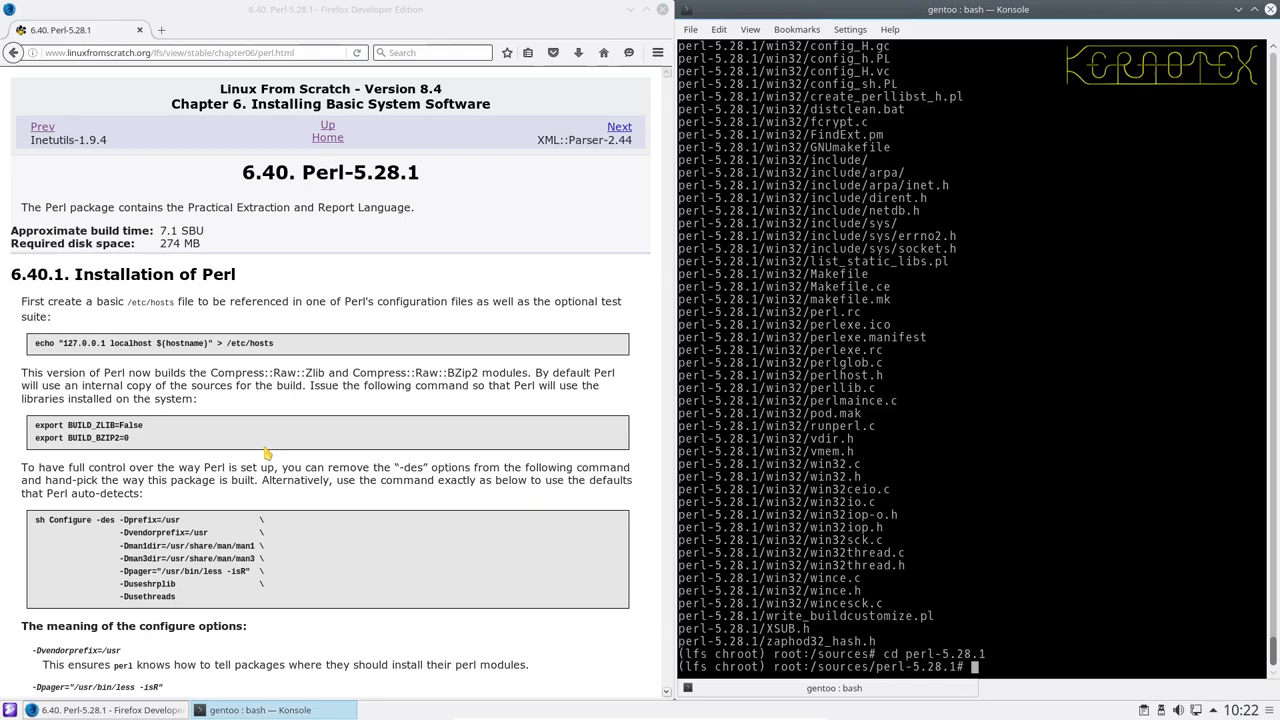 6.40. Perl-5.28.1 - Firefox Developer Edition
6.40. Perl-5.28.1
www.linuxfromscratch.org/lfs/view/stable/chapter06/perl.html
Search
Linux From Scratch - Version 8.4
Chapter 6. Installing Basic System Software
Prev
Up
Next
Inetutils-1.9.4
Home
XML::Parser-2.44
6.40. Perl-5.28.1
The Perl package contains the Practical Extraction and Report Language.
Approximate build time: 7.1 SBU
Required disk space: 274 MB
6.40.1. Installation of Perl
First create a basic /etc/hosts file to be referenced in one of Perl's configuration files as well as the optional test
suite:
echo "127.0.0.1 localhost $(hostname)" > /etc/hosts
This version of Perl now builds the Compress::Raw::Zlib and Compress::Raw::BZip2 modules. By default Perl
will use an internal copy of the sources for the build. Issue the following command so that Perl will use the
libraries installed on the system:
export BUILD_ZLIB=False
export BUILD_BZIP2=0
To have full control over the way Perl is set up, you can remove the “-des” options from the following command
and hand-pick the way this package is built. Alternatively, use the command exactly as below to use the defaults
that Perl auto-detects:
sh Configure -des -Dprefix=/usr \
-Dvendorprefix=/usr \
-Dman1dir=/usr/share/man/man1 \
-Dman3dir=/usr/share/man/man3 \
-Dpager="/usr/bin/less -isR" \
-Duseshrplib \
-Dusethreads
The meaning of the configure options:
-Dvendorprefix=/usr
This ensures perl knows how to tell packages where they should install their perl modules.
-Dpager="/usr/bin/less -isR"
gentoo : bash — Konsole
File Edit View Bookmarks Settings Help
KERNOTEX
perl-5.28.1/win32/config_H.gc
perl-5.28.1/win32/config_h.PL
perl-5.28.1/win32/config_H.vc
perl-5.28.1/win32/config_sh.PL
perl-5.28.1/win32/create_perllibst_h.pl
perl-5.28.1/win32/distclean.bat
perl-5.28.1/win32/fcrypt.c
perl-5.28.1/win32/FindExt.pm
perl-5.28.1/win32/GNUmakefile
perl-5.28.1/win32/include/
perl-5.28.1/win32/include/arpa/
perl-5.28.1/win32/include/arpa/inet.h
perl-5.28.1/win32/include/dirent.h
perl-5.28.1/win32/include/netdb.h
perl-5.28.1/win32/include/sys/
perl-5.28.1/win32/include/sys/errno2.h
perl-5.28.1/win32/include/sys/socket.h
perl-5.28.1/win32/list_static_libs.pl
perl-5.28.1/win32/Makefile
perl-5.28.1/win32/Makefile.ce
perl-5.28.1/win32/makefile.mk
perl-5.28.1/win32/perl.rc
perl-5.28.1/win32/perlexe.ico
perl-5.28.1/win32/perlexe.manifest
perl-5.28.1/win32/perlexe.rc
perl-5.28.1/win32/perlglob.c
perl-5.28.1/win32/perlhost.h
perl-5.28.1/win32/perllib.c
perl-5.28.1/win32/perlmaince.c
perl-5.28.1/win32/pod.mak
perl-5.28.1/win32/runperl.c
perl-5.28.1/win32/vdir.h
perl-5.28.1/win32/vmem.h
perl-5.28.1/win32/win32.c
perl-5.28.1/win32/win32.h
perl-5.28.1/win32/win32ceio.c
perl-5.28.1/win32/win32io.c
perl-5.28.1/win32/win32iop-o.h
perl-5.28.1/win32/win32iop.h
perl-5.28.1/win32/win32sck.c
perl-5.28.1/win32/win32thread.c
perl-5.28.1/win32/win32thread.h
perl-5.28.1/win32/wince.c
perl-5.28.1/win32/wince.h
perl-5.28.1/win32/wincesck.c
perl-5.28.1/write_buildcustomize.pl
perl-5.28.1/XSUB.h
perl-5.28.1/zaphod32_hash.h
(lfs chroot) root:/sources# cd perl-5.28.1
(lfs chroot) root:/sources/perl-5.28.1#
gentoo : bash
6.40. Perl-5.28.1 - Firefox Developer
gentoo : bash — Konsole
10:22